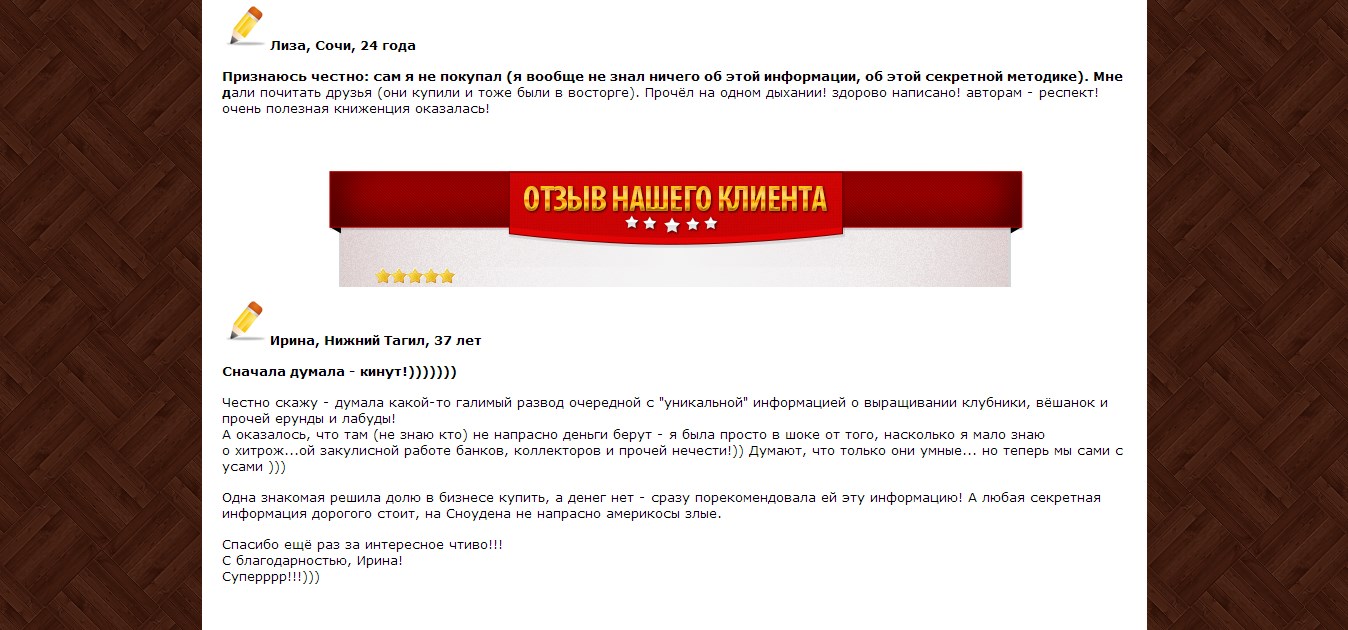 Лиза, Сочи, 24 года
Признаюсь честно: сам я не покупал (я вообще не знал ничего об этой информации, об этой секретной методике). Мне
дали почитать друзья (они купили и тоже были в восторге). Прочёл на одном дыхании! здорово написано! авторам - респект!
очень полезная книженция оказалась!
ОТЗЫВ НАШЕГО КЛИЕНТА
Ирина, Нижний Тагил, 37 лет
Сначала думала - кинут!)))))))
Честно скажу - думала какой-то галимый развод очередной с "уникальной" информацией о выращивании клубники, вёшанок и
прочей ерунды и лабуды!
А оказалось, что там (не знаю кто) не напрасно деньги берут - я была просто в шоке от того, насколько я мало знаю
о хитрож...ой закулисной работе банков, коллекторов и прочей нечести!)) Думают, что только они умные... но теперь мы сами с
усами )))
Одна знакомая решила долю в бизнесе купить, а денег нет - сразу порекомендовала ей эту информацию! А любая секретная
информация дорогого стоит, на Сноудена не напрасно америкосы злые.
Спасибо ещё раз за интересное чтиво!!!
С благодарностью, Ирина!
Суперррр!!!)))